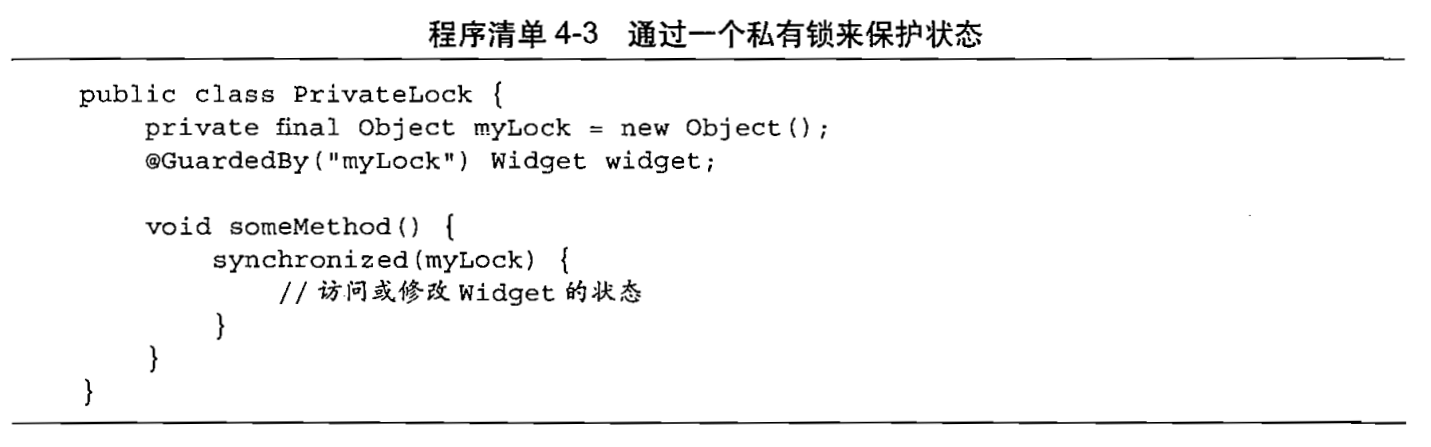 程序清单 4-3 通过一个私有锁来保护状态
public class PrivateLock {
private final Object myLock = new Object();
@GuardedBy("myLock") Widget widget;
void someMethod() {
synchronized(myLock) {
// 访问或修改 Widget 的状态
}
}
}